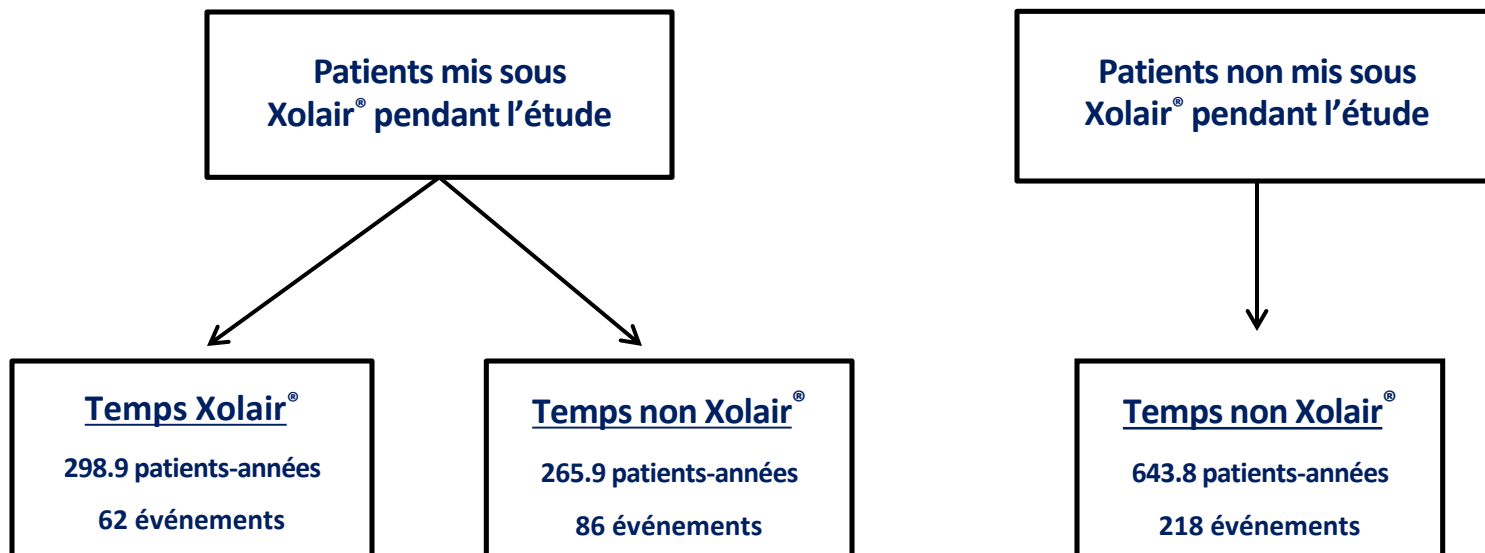 Patients mis sous
Xolair® pendant l’étude
Patients non mis sous
Xolair® pendant l’étude
Temps Xolair®
298.9 patients-années
62 événements
Temps non Xolair®
265.9 patients-années
86 événements
Temps non Xolair®
643.8 patients-années
218 événements